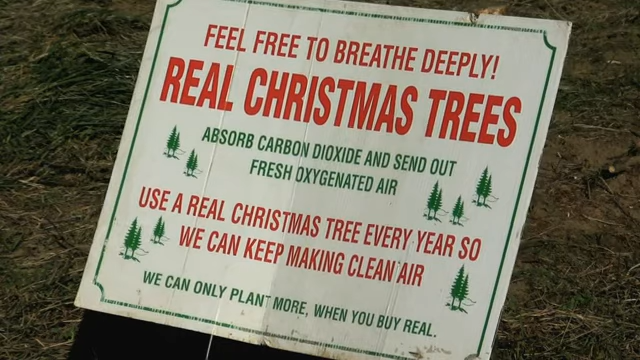 FEEL FREE TO BREATHE DEEPLY!
REAL CHRISTMAS TREES
ABSORB CARBON DIOXIDE AND SEND OUT
FRESH OXYGENATED AIR
USE A REAL CHRISTMAS TREE EVERY YEAR SO
WE CAN KEEP MAKING CLEAN AIR
WE CAN ONLY PLANT MORE, WHEN YOU BUY REAL.